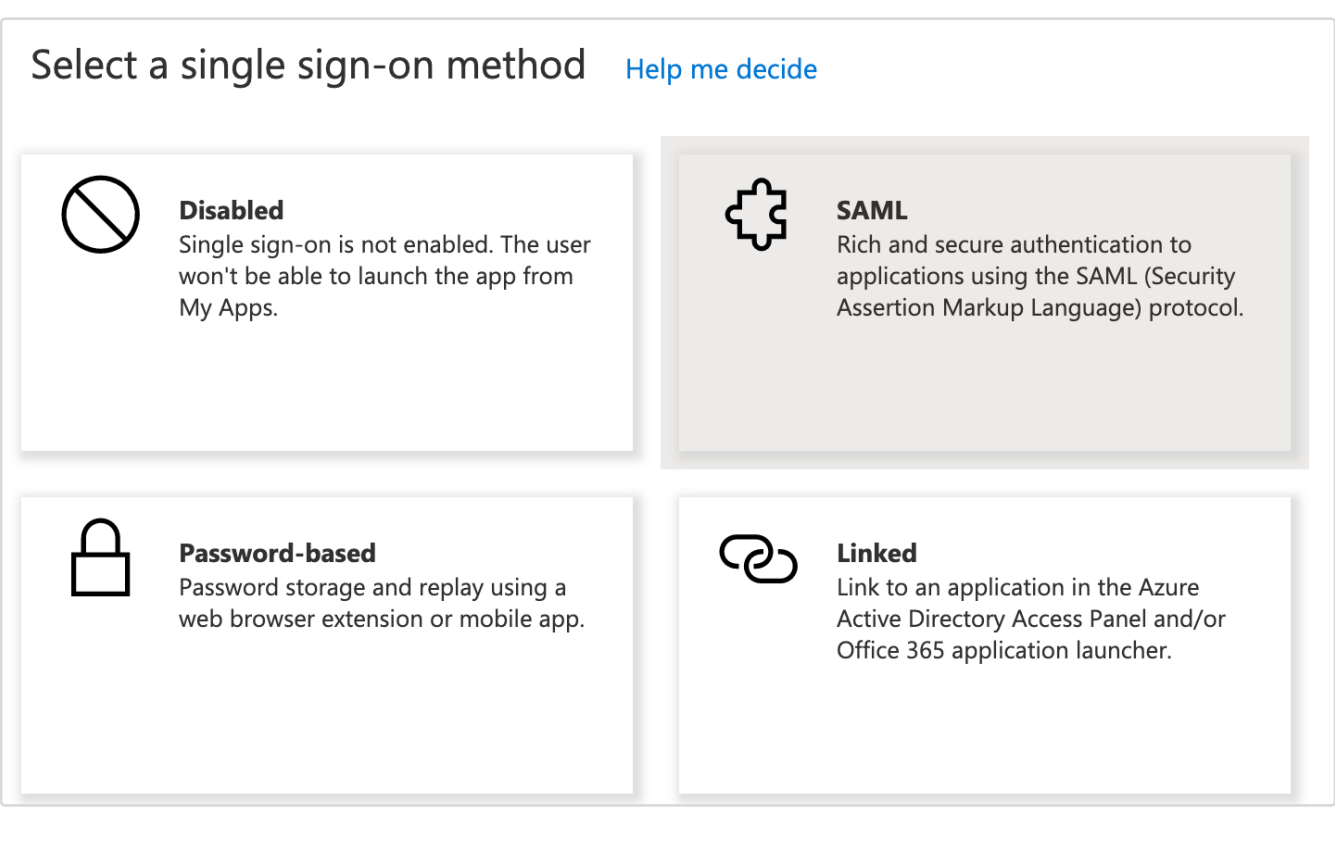 Select a single sign-on method Help me decide
Disabled
Single sign-on is not enabled. The user
won't be able to launch the app from
My Apps.
SAML
Rich and secure authentication to
applications using the SAML (Security
Assertion Markup Language) protocol.
Password-based
Password storage and replay using a
web browser extension or mobile app.
Linked
Link to an application in the Azure
Active Directory Access Panel and/or
Office 365 application launcher.